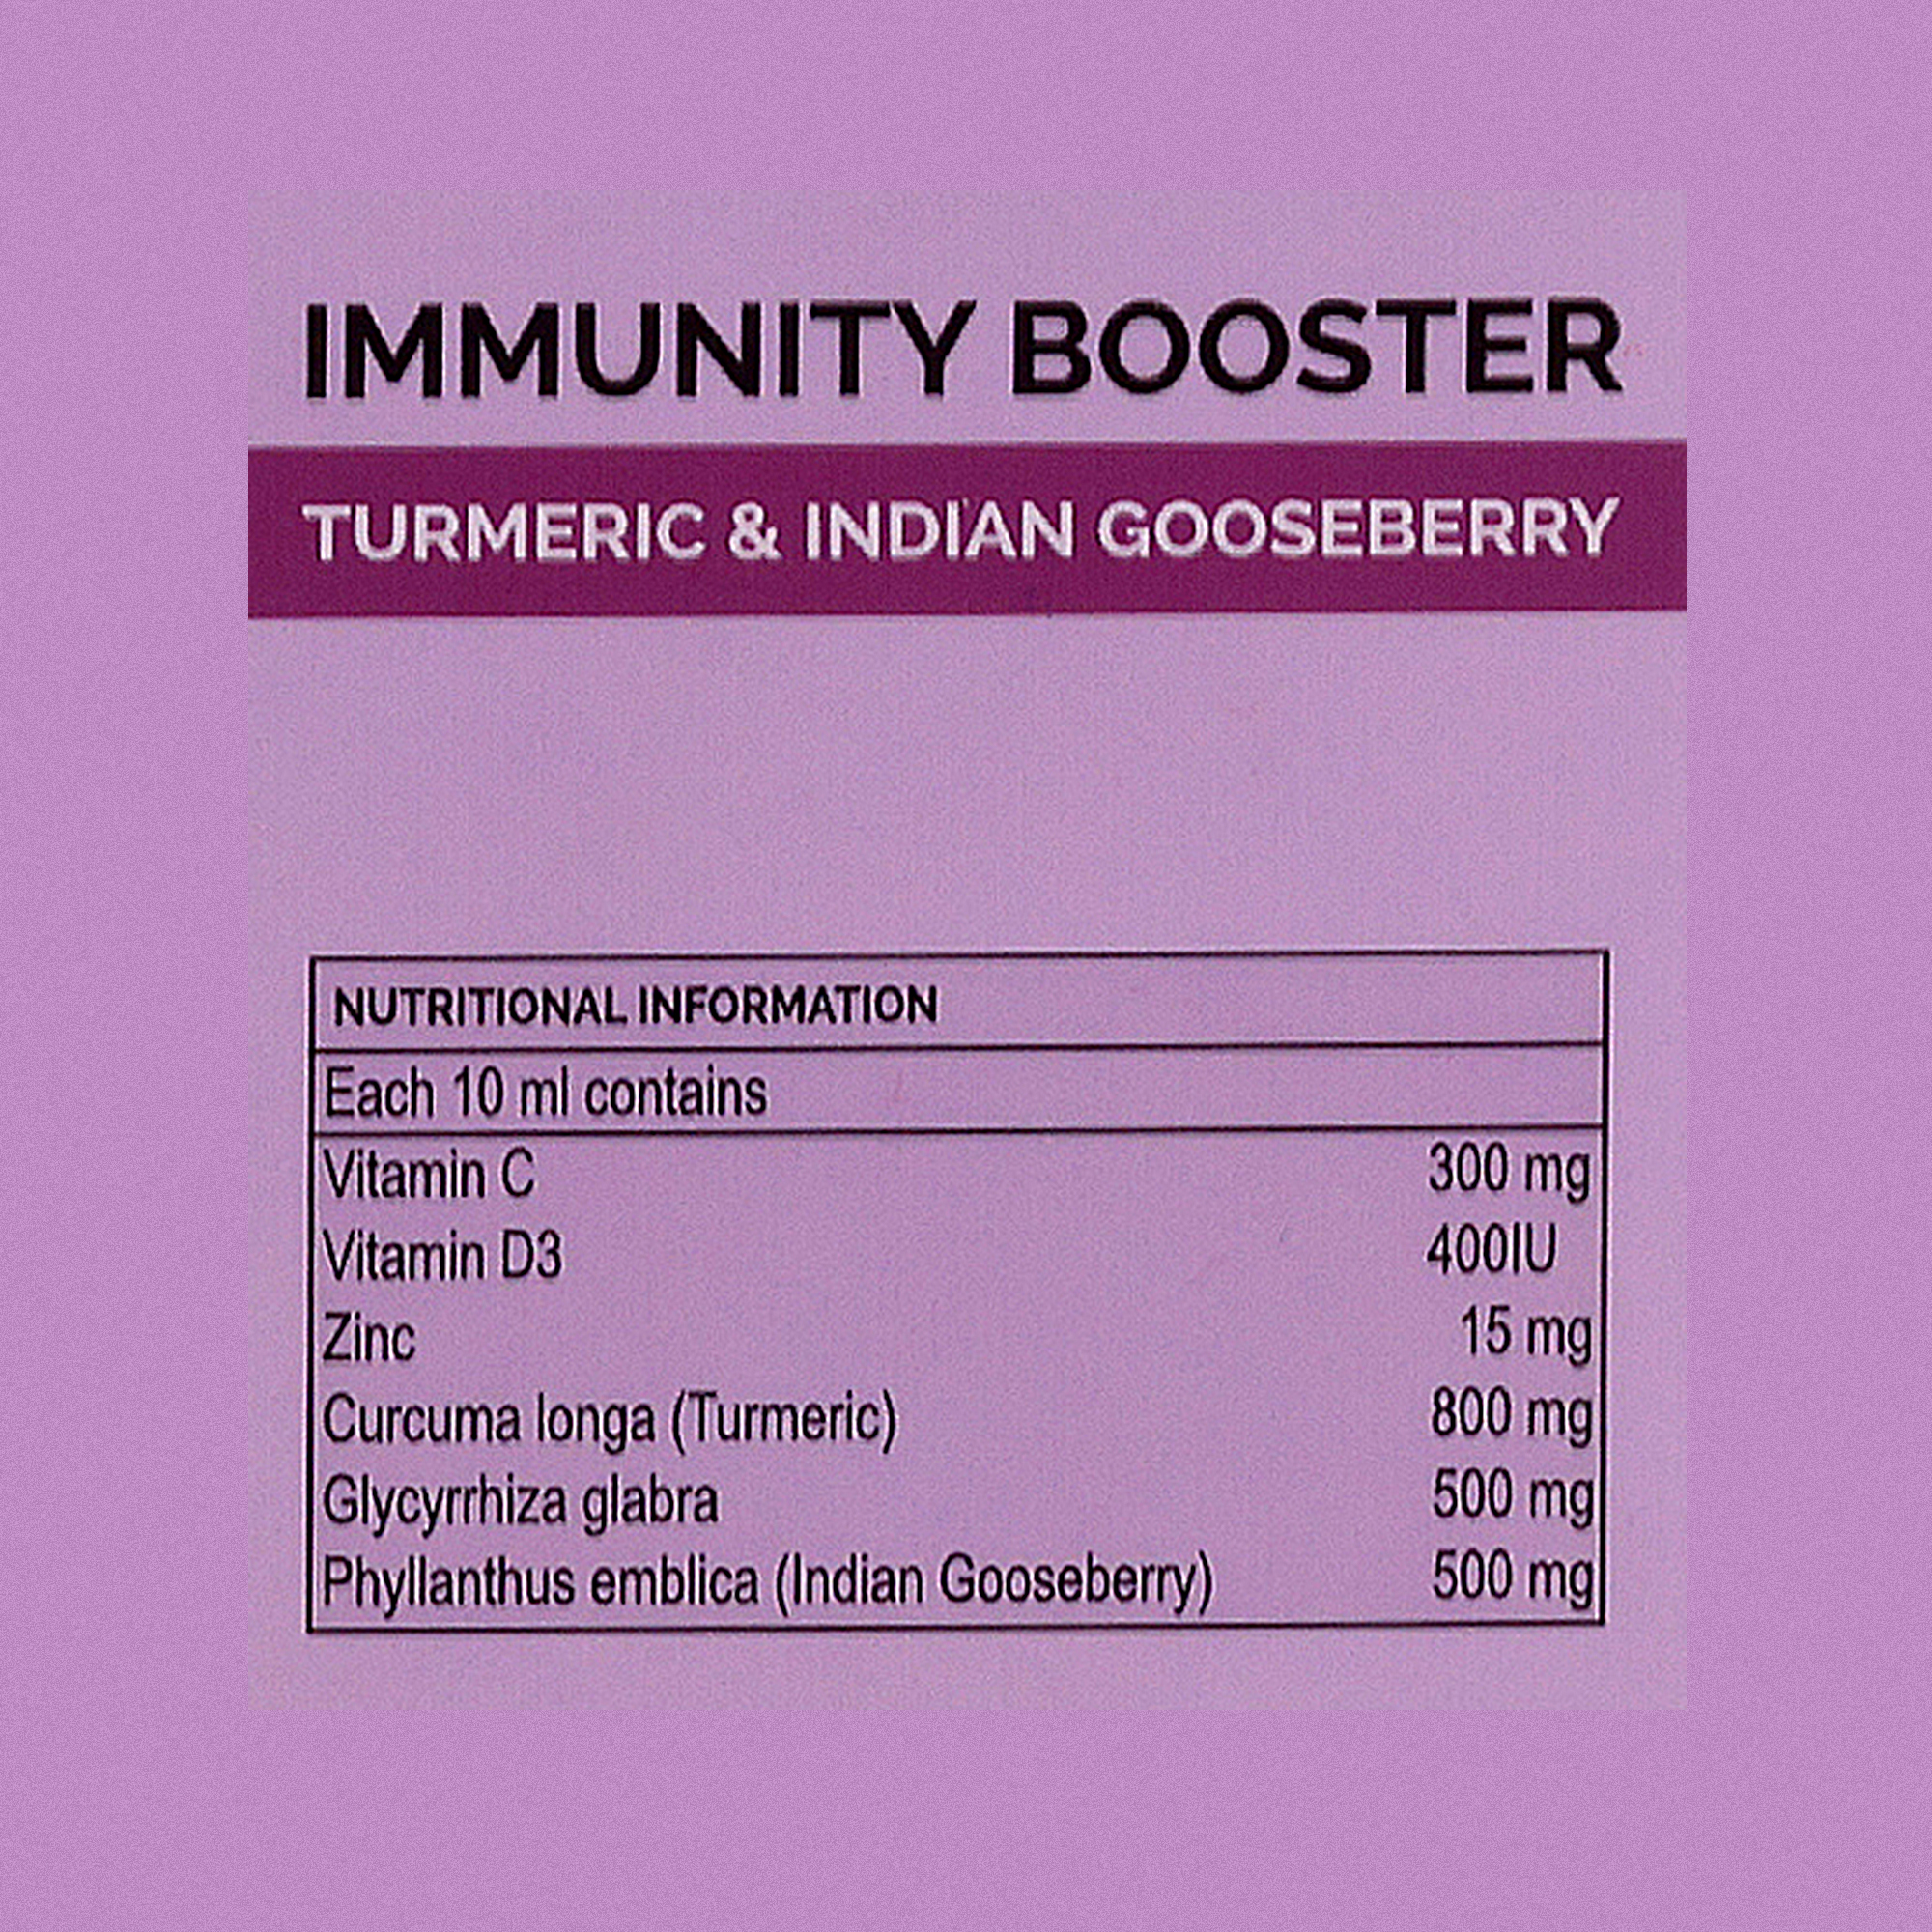 IMMUNITY BOOSTER
TURMERIC & INDIAN GOOSEBERRY
NUTRITIONAL INFORMATION
Each 10 ml contains
Vitamin C 300 mg
Vitamin D3 400IU
Zinc 15 mg
Curcuma longa (Turmeric) 800 mg
Glycyrrhiza glabra 500 mg
Phyllanthus emblica (Indian Gooseberry) 500 mg